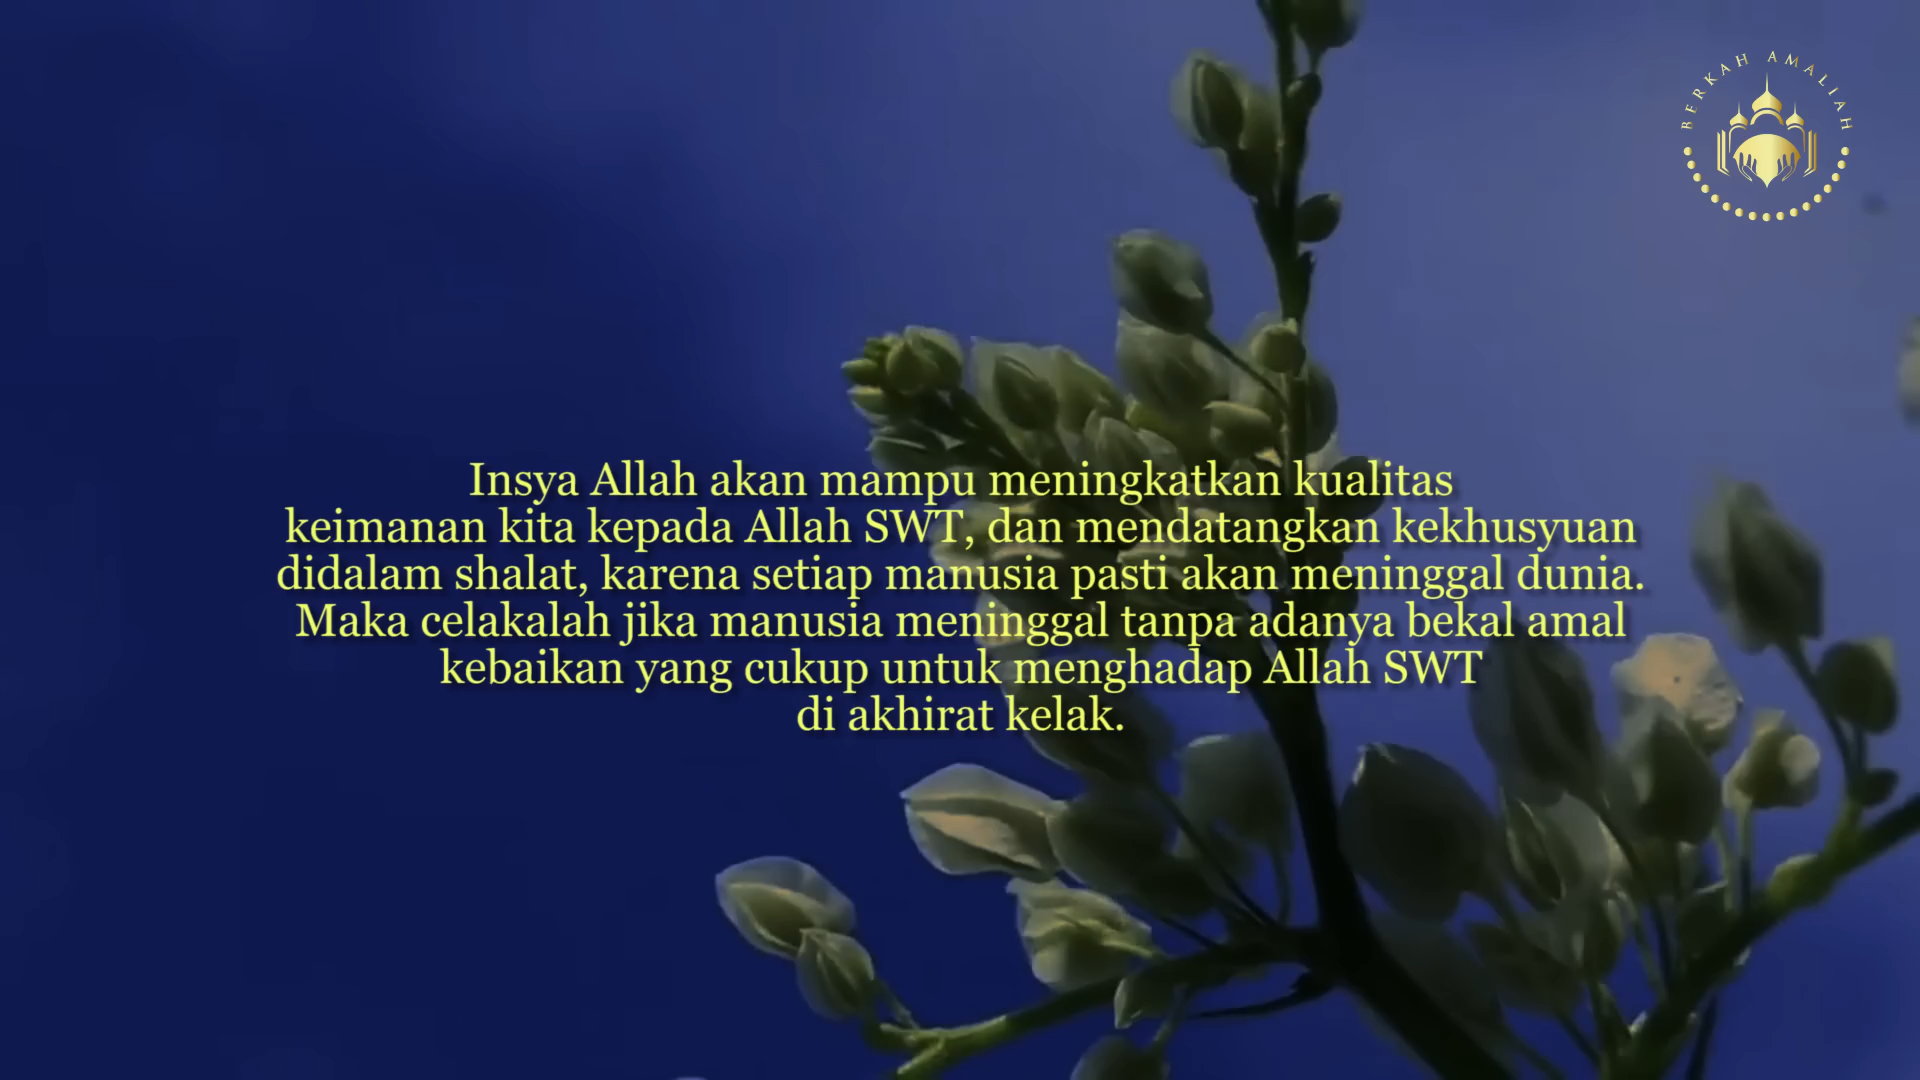 BERKAH AMALIAH
Insya Allah akan mampu meningkatkan kualitas
keimanan kita kepada Allah SWT, dan mendatangkan kekhusyuan
didalam shalat, karena setiap manusia pasti akan meninggal dunia.
Maka celakalah jika manusia meninggal tanpa adanya bekal amal
kebaikan yang cukup untuk menghadap Allah SWT
di akhirat kelak.